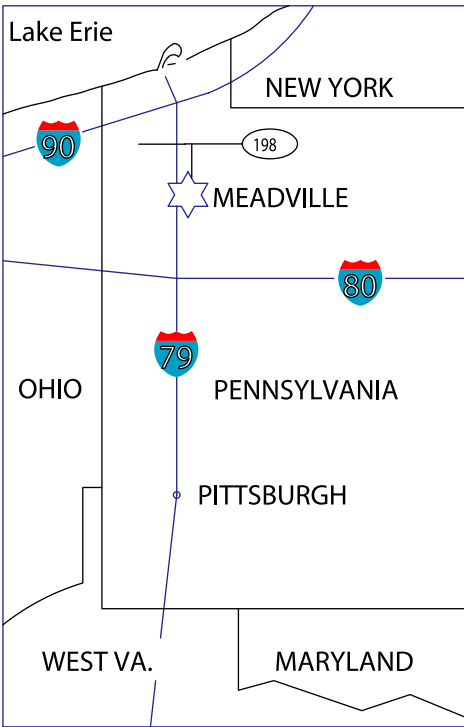 Lake Erie
NEW YORK
90
198
MEADVILLE
80
79
OHIO
PENNSYLVANIA
PITTSBURGH
WEST VA.
MARYLAND